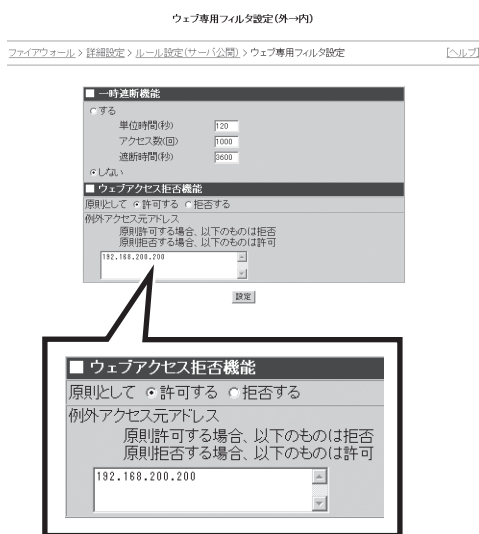 ウェブ専用フィルタ設定(外→内)
ファイアウォール > 詳細設定 > ルール設定(サーバ公開) > ウェブ専用フィルタ設定 [ヘルプ]
■ 一時遮断機能
する
単位時間(秒) 120
アクセス数(回) 1000
遮断時間(秒) 3600
しない
■ ウェブアクセス拒否機能
原則として 許可する 拒否する
例外アクセス元アドレス
原則許可する場合、以下のものは拒否
原則拒否する場合、以下のものは許可
192.168.200.200
設定
■ ウェブアクセス拒否機能
原則として 許可する 拒否する
例外アクセス元アドレス
原則許可する場合、以下のものは拒否
原則拒否する場合、以下のものは許可
192.168.200.200